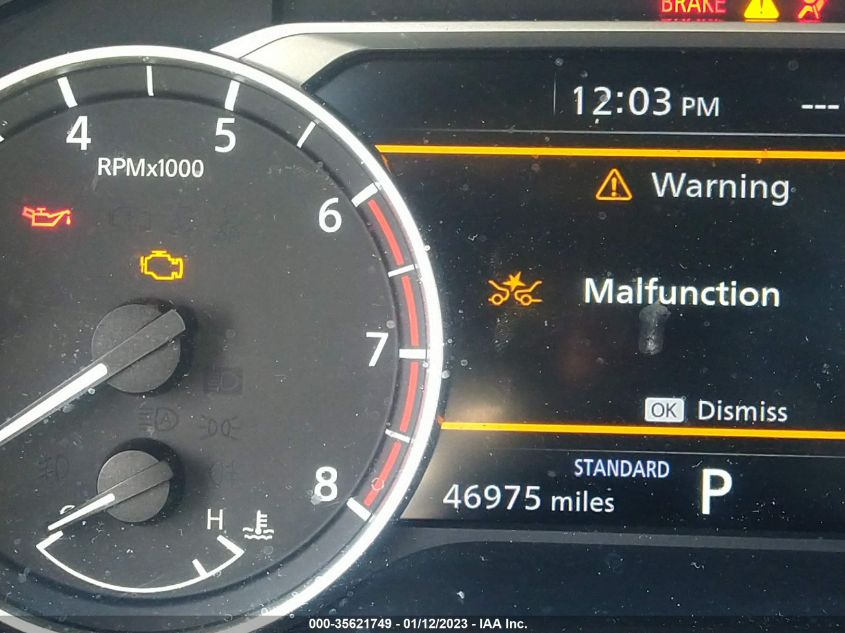 BRAKE
12:03 PM ---
4 5
RPMx1000
6
7
8
Warning
Malfunction
OK Dismiss
STANDARD
46975 miles P
C H
000-35621749 - 01/12/2023 - IAA Inc.